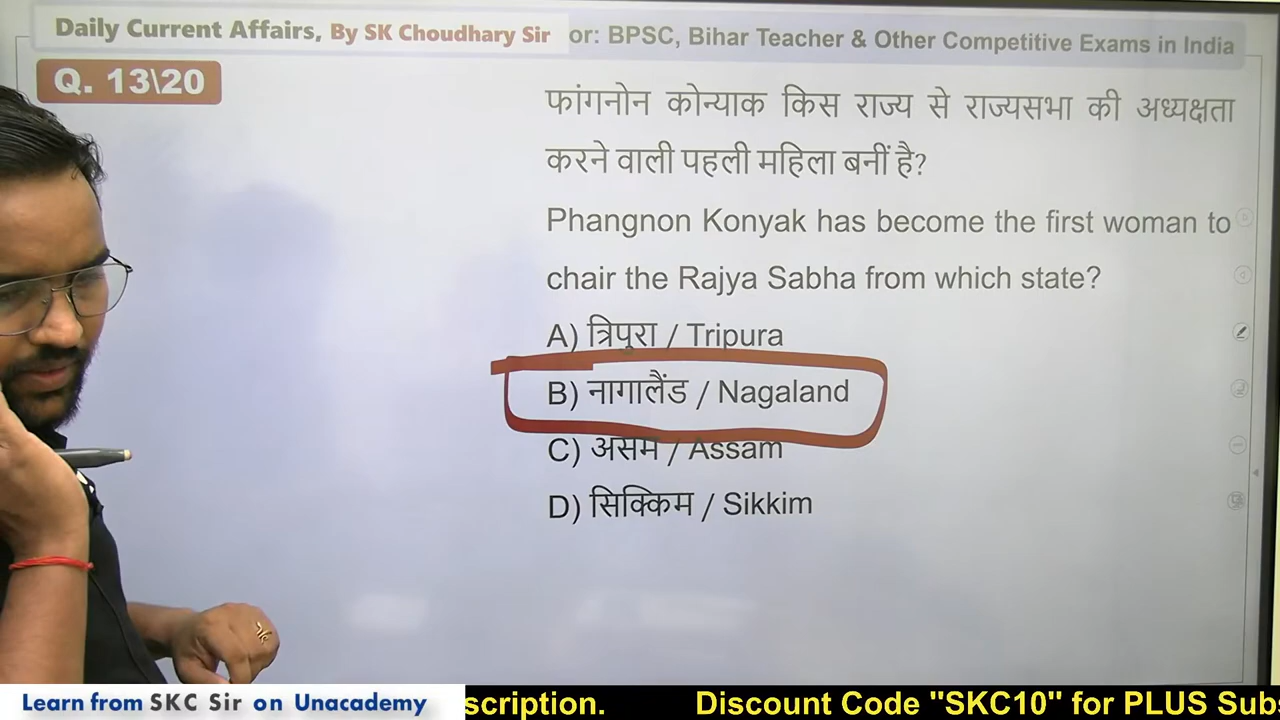 Daily Current Affairs, By SK Choudhary Sir or: BPSC, Bihar Teacher & Other Competitive Exams in India
Q. 13\20
फांगनोन कोन्याक किस राज्य से राज्यसभा की अध्यक्षता
करने वाली पहली महिला बनीं है?
Phangnon Konyak has become the first woman to
chair the Rajya Sabha from which state?
A) त्रिपुरा / Tripura
B) नागालैंड / Nagaland
C) असम / Assam
D) सिक्किम / Sikkim
Learn from SKC Sir on Unacademy
scription. Discount Code "SKC10" for PLUS Subs